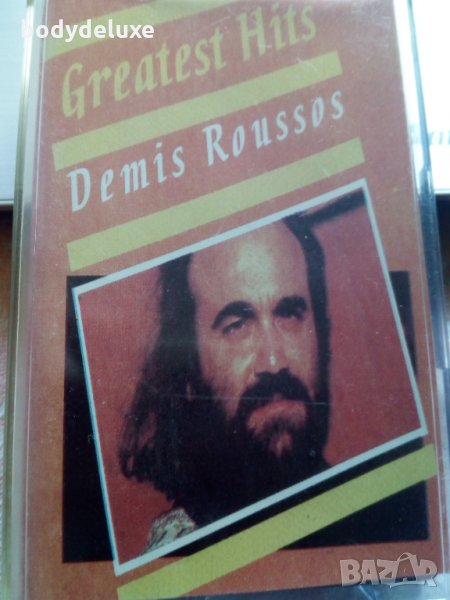 bodydeluxe
Greatest Hits
Demis Roussos
BAZAR